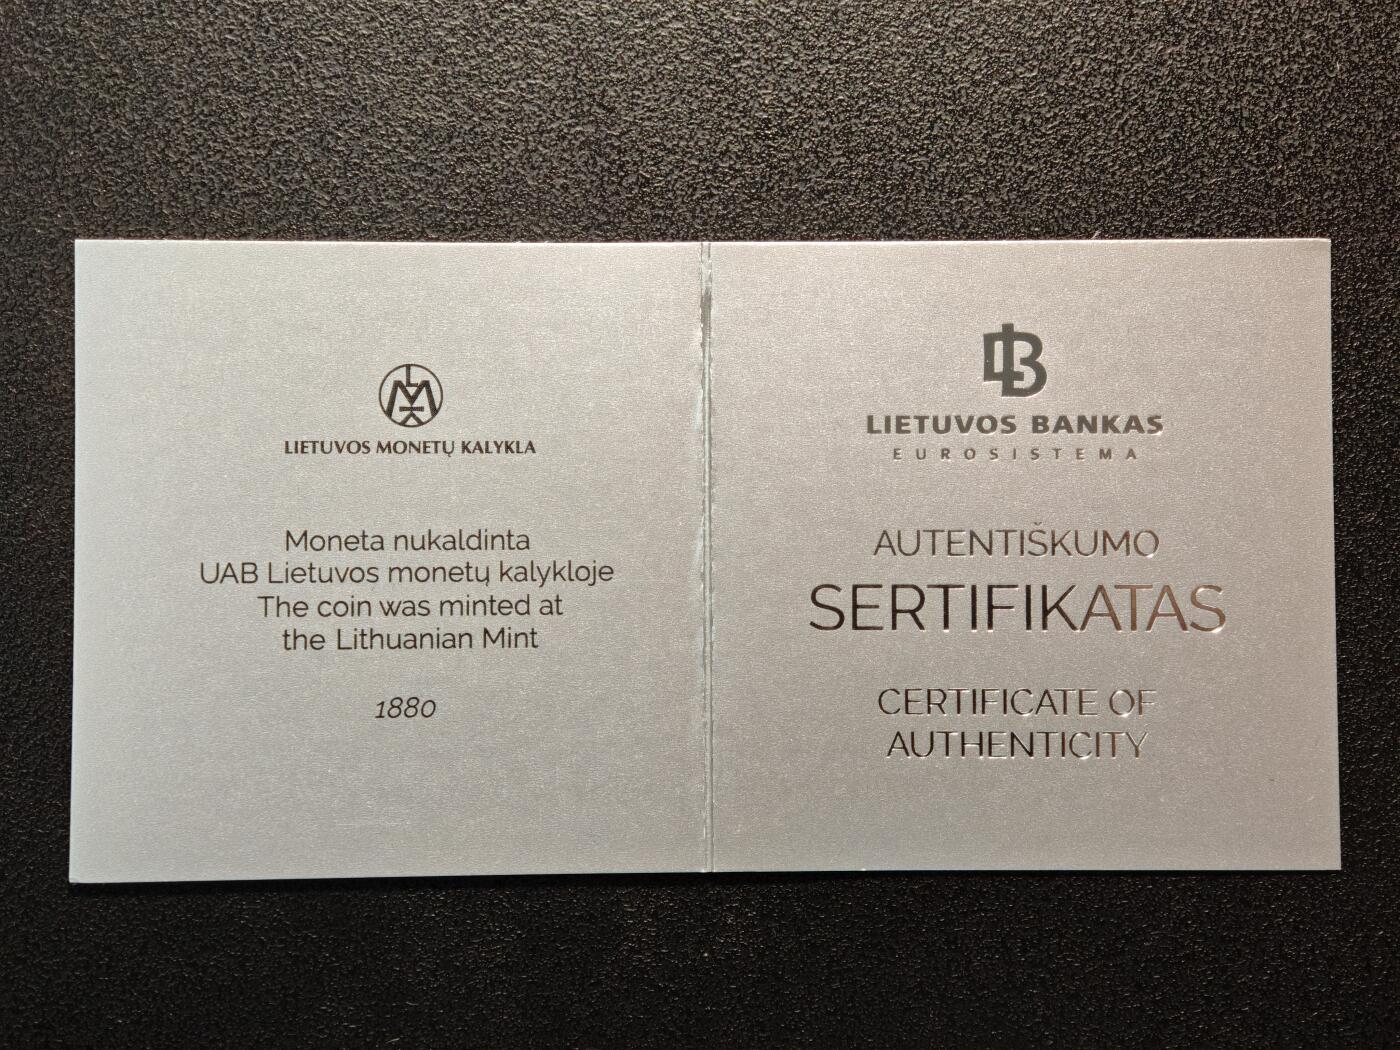 LIETUVOS MONETŲ KALYKLA
Moneta nukaldinta
UAB Lietuvos monetų kalykloje
The coin was minted at
the Lithuanian Mint
1880
LIETUVOS BANKAS
EUROSISTEMA
AUTENTIŠKUMO
SERTIFIKATAS
CERTIFICATE OF
AUTHENTICITY